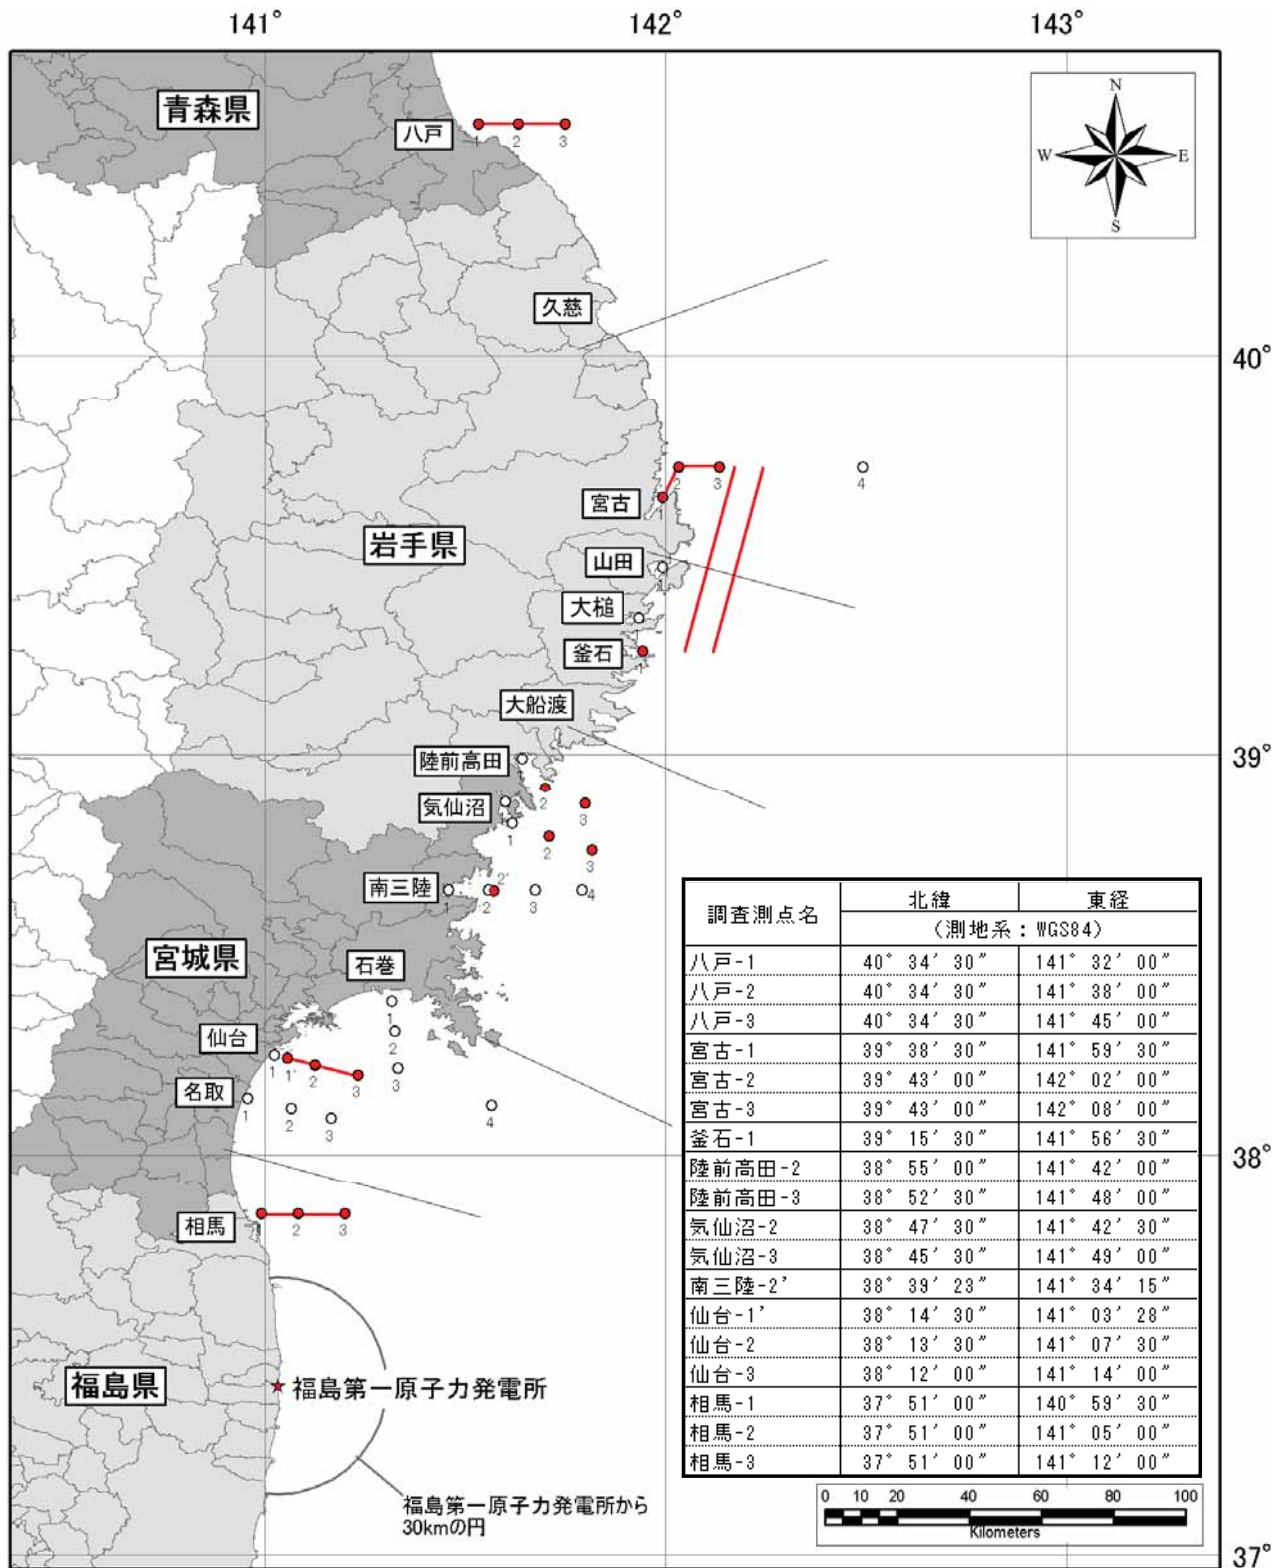 141° 142° 143°
N
W E
S
青森県
八戸
1 2 3
久慈
40°
2 3 4
宮古
1
岩手県
山田
1
大槌
1
釜石
1
大船渡
39°
陸前高田
1
2
3
気仙沼
1
2
3
南三陸
1 2 2' 3 4
宮城県
石巻
1
2
3
4
仙台
1 1' 2 3
名取
1 2 3
38°
相馬
1 2 3
福島県
福島第一原子力発電所
福島第一原子力発電所から
30kmの円
37°
調査測点名 北緯 東経
(測地系：WGS84)
八戸-1 40° 34′ 30″ 141° 32′ 00″
八戸-2 40° 34′ 30″ 141° 38′ 00″
八戸-3 40° 34′ 30″ 141° 45′ 00″
宮古-1 39° 38′ 30″ 141° 59′ 30″
宮古-2 39° 43′ 00″ 142° 02′ 00″
宮古-3 39° 43′ 00″ 142° 08′ 00″
釜石-1 39° 15′ 30″ 141° 56′ 30″
陸前高田-2 38° 55′ 00″ 141° 42′ 00″
陸前高田-3 38° 52′ 30″ 141° 48′ 00″
気仙沼-2 38° 47′ 30″ 141° 42′ 30″
気仙沼-3 38° 45′ 30″ 141° 49′ 00″
南三陸-2' 38° 39′ 23″ 141° 34′ 15″
仙台-1' 38° 14′ 30″ 141° 03′ 28″
仙台-2 38° 13′ 30″ 141° 07′ 30″
仙台-3 38° 12′ 00″ 141° 14′ 00″
相馬-1 37° 51′ 00″ 140° 59′ 30″
相馬-2 37° 51′ 00″ 141° 05′ 00″
相馬-3 37° 51′ 00″ 141° 12′ 00″
0 10 20 40 60 80 100
Kilometers